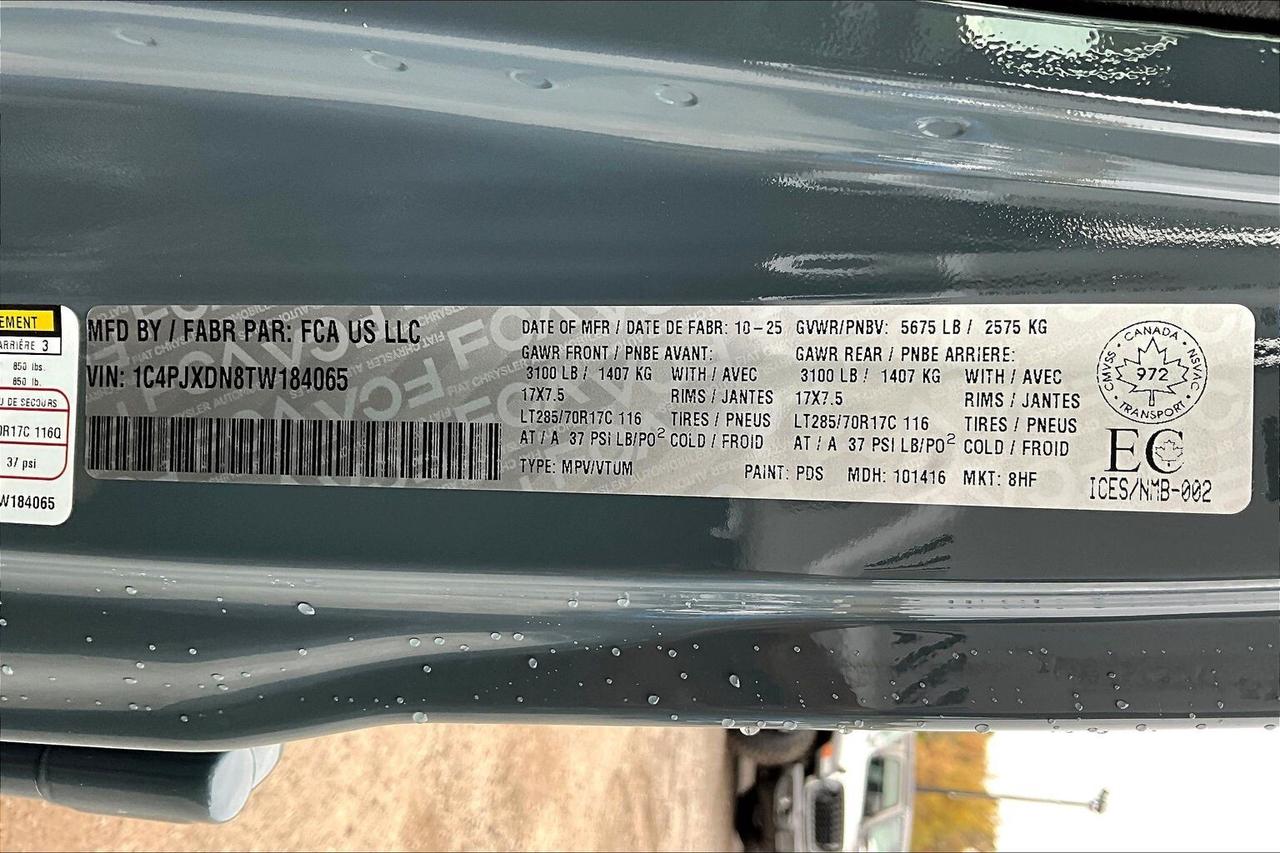 EMENT
ARRIÈRE 3
850 lbs.
850 lb.
U DE SECOURS
0R17C 116Q
37 psi
W184065
MFD BY / FABR PAR: FCA US LLC
VIN: 1C4PJXDN8TW184065
DATE OF MFR / DATE DE FABR: 10-25 GVWR/PNBV: 5675 LB / 2575 KG
GAWR FRONT / PNBE AVANT:
3100 LB / 1407 KG WITH / AVEC
17X7.5 RIMS / JANTES
LT285/70R17C 116 TIRES / PNEUS
AT / A 37 PSI LB/PO² COLD / FROID
GAWR REAR / PNBE ARRIERE:
3100 LB / 1407 KG WITH / AVEC
17X7.5 RIMS / JANTES
LT285/70R17C 116 TIRES / PNEUS
AT / A 37 PSI LB/PO² COLD / FROID
TYPE: MPV/VTUM PAINT: PDS MDH: 101416 MKT: 8HF
CANADA
CMVSS NSVAC
972
TRANSPORT
EC
ICES/NMB-002